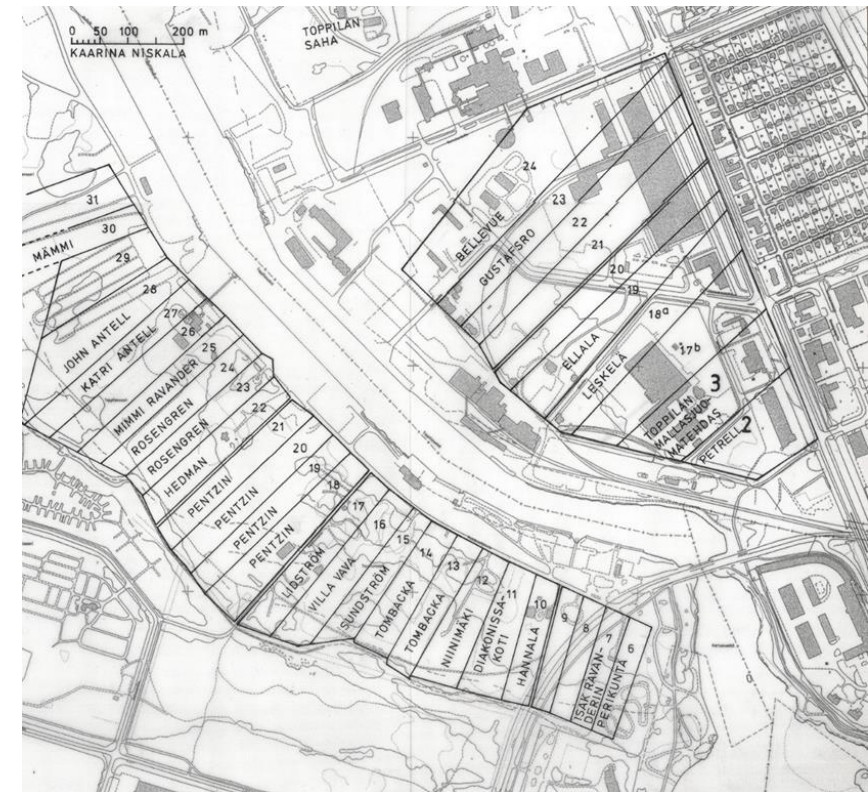 0 50 100 200 m
KAARINA NISKALA
TOPPILAN
SAHA
31
30
MÄMMI
29
28
JOHN ANTELL
27
KATRI ANTELL
26
25
MIMMI RAVANDER
24
ROSENGREN
23
ROSENGREN
22
HEDMAN
21
PENTZIN
20
PENTZIN
19
PENTZIN
18
PENTZIN
17
LIDSTRÖM
16
VILLA VAVA
15
SUNDSTRÖM
14
TOMBACKA
13
TOMBACKA
12
NIINIMÄKI
11
DIAKONISSA-
KOTI
10
HANNALA
9
8
7
6
ISAK RAVAN-
DERIN
PERIKUNTA
24
BELLEVUE
23
22
GUSTAFSRO
21
20
19
ELLALA
18a
LESKELÄ
17b
3
TOPPILAN
MALLASJUO-
MATEHDAS
2
PETRELL